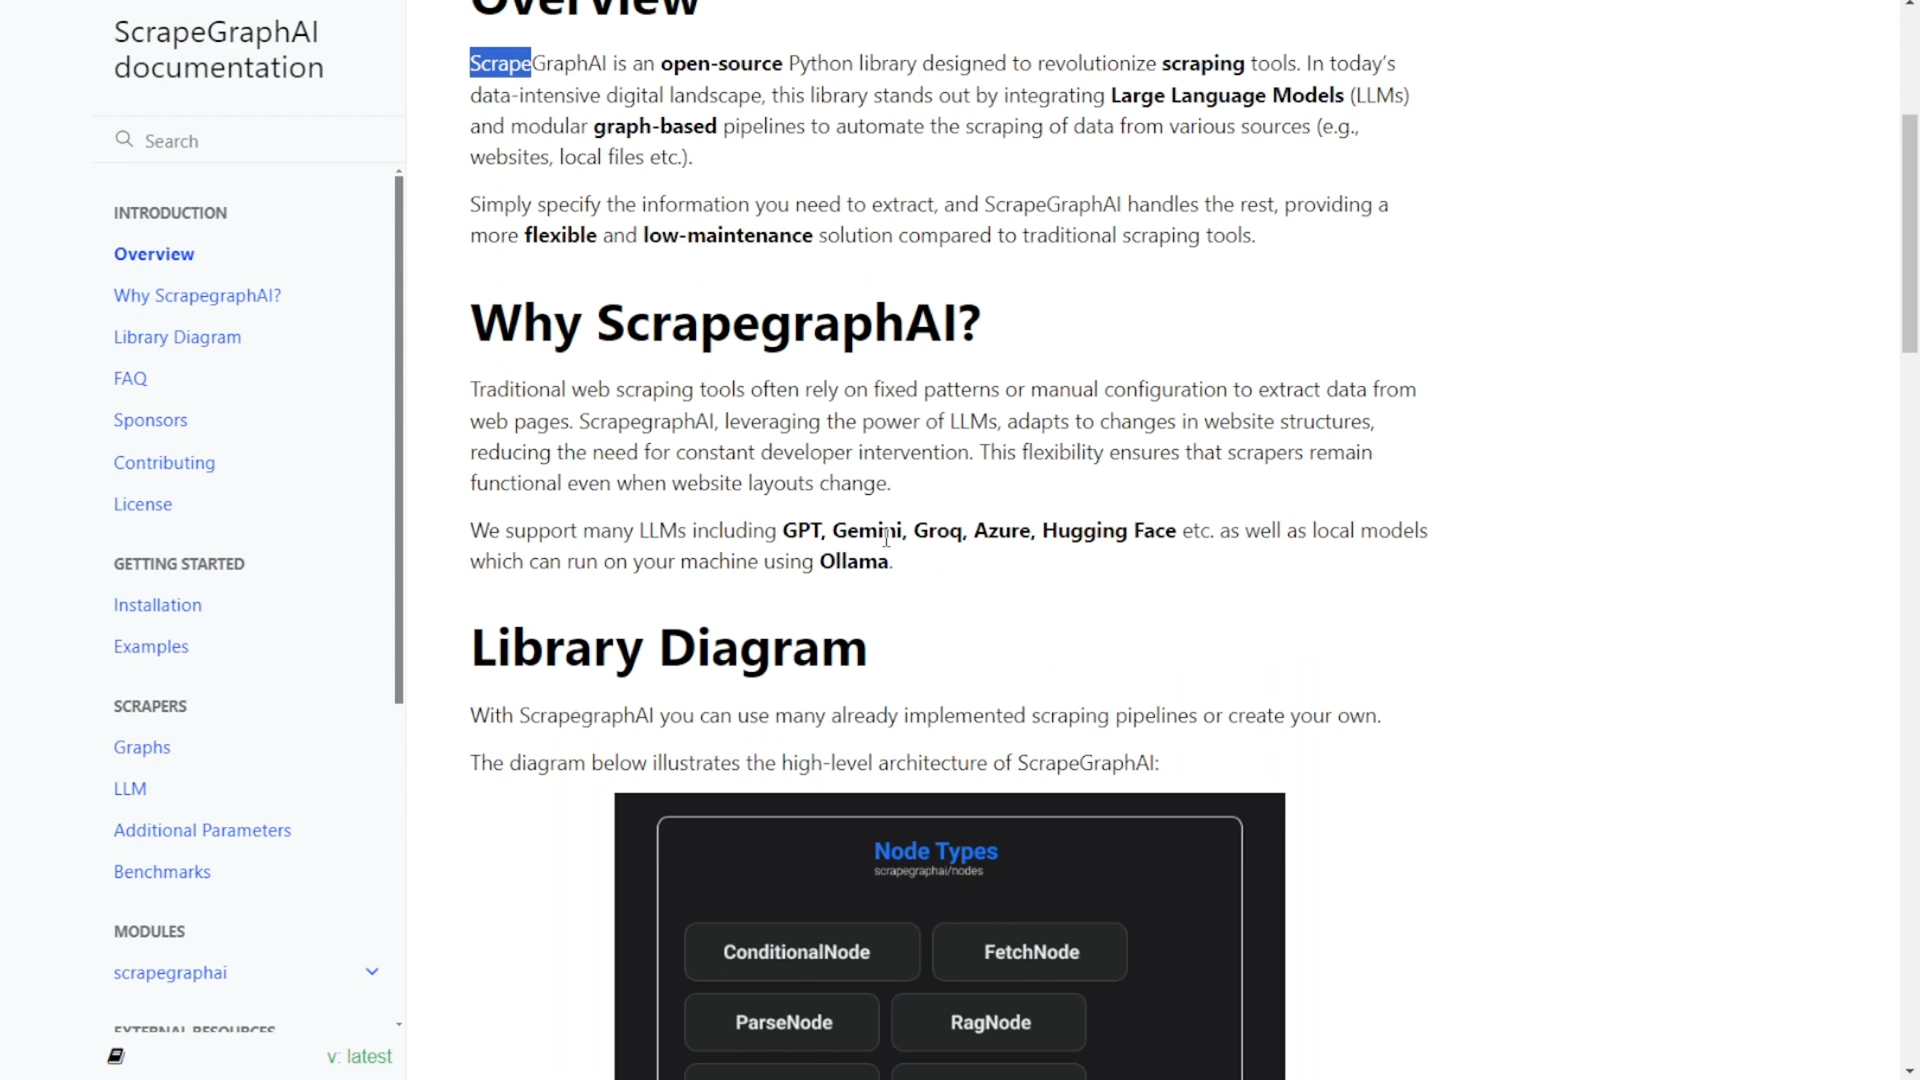 ScrapeGraphAI
documentation
Search
INTRODUCTION
Overview
Why ScrapegraphAI?
Library Diagram
FAQ
Sponsors
Contributing
License
GETTING STARTED
Installation
Examples
SCRAPERS
Graphs
LLM
Additional Parameters
Benchmarks
MODULES
scrapegraphai
EXTERNAL RESOURCES
v: latest
Overview
ScrapeGraphAI is an open-source Python library designed to revolutionize scraping tools. In today’s
data-intensive digital landscape, this library stands out by integrating Large Language Models (LLMs)
and modular graph-based pipelines to automate the scraping of data from various sources (e.g.,
websites, local files etc.).
Simply specify the information you need to extract, and ScrapeGraphAI handles the rest, providing a
more flexible and low-maintenance solution compared to traditional scraping tools.
Why ScrapegraphAI?
Traditional web scraping tools often rely on fixed patterns or manual configuration to extract data from
web pages. ScrapegraphAI, leveraging the power of LLMs, adapts to changes in website structures,
reducing the need for constant developer intervention. This flexibility ensures that scrapers remain
functional even when website layouts change.
We support many LLMs including GPT, Gemini, Groq, Azure, Hugging Face etc. as well as local models
which can run on your machine using Ollama.
Library Diagram
With ScrapegraphAI you can use many already implemented scraping pipelines or create your own.
The diagram below illustrates the high-level architecture of ScrapeGraphAI:
Node Types
scrapegraphai/nodes
ConditionalNode
FetchNode
ParseNode
RagNode